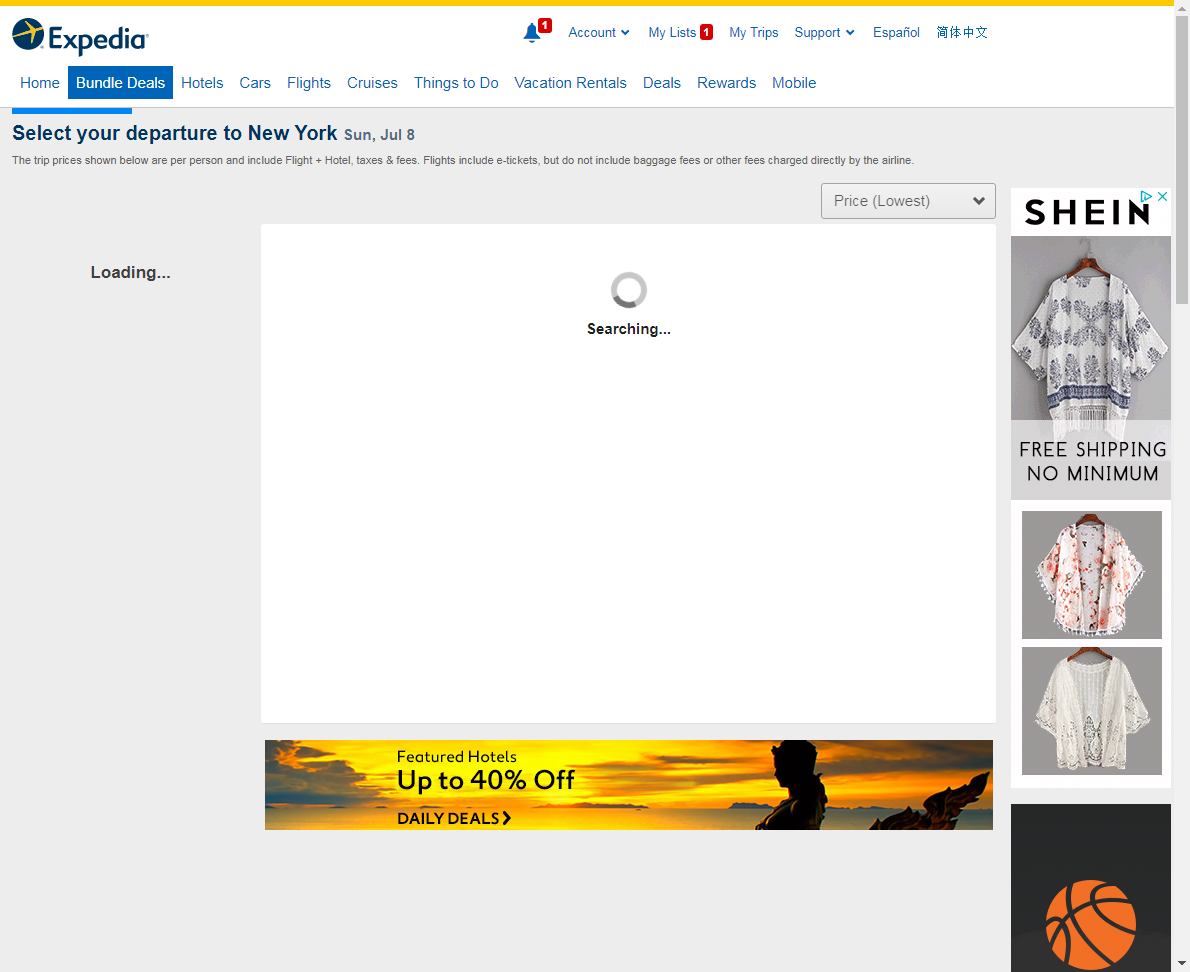 Expedia
1
Account
My Lists 1
My Trips
Support
Español
简体中文
Home
Bundle Deals
Hotels
Cars
Flights
Cruises
Things to Do
Vacation Rentals
Deals
Rewards
Mobile
Select your departure to New York Sun, Jul 8
The trip prices shown below are per person and include Flight + Hotel, taxes & fees. Flights include e-tickets, but do not include baggage fees or other fees charged directly by the airline.
Price (Lowest)
Loading...
Searching...
SHEIN
FREE SHIPPING
NO MINIMUM
Featured Hotels
Up to 40% Off
DAILY DEALS